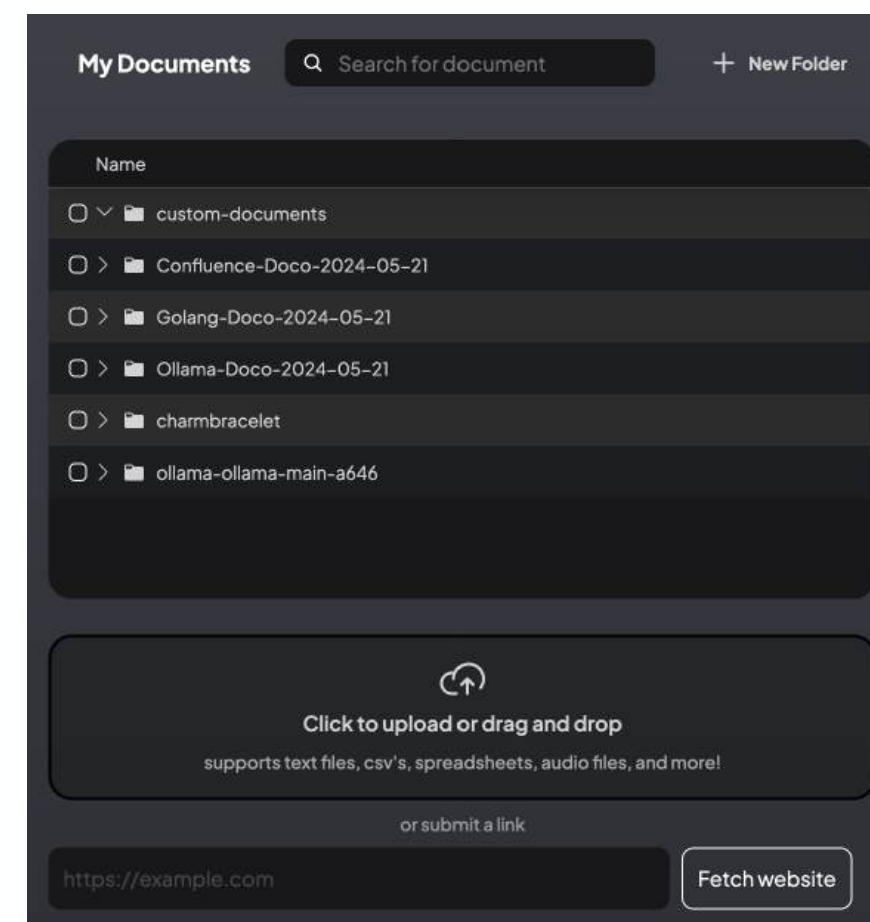 My Documents
Search for document
New Folder
Name
custom-documents
Confluence-Doco-2024-05-21
Golang-Doco-2024-05-21
Ollama-Doco-2024-05-21
charmbracelet
ollama-ollama-main-a646
Click to upload or drag and drop
supports text files, csv's, spreadsheets, audio files, and more!
or submit a link
https://example.com
Fetch website